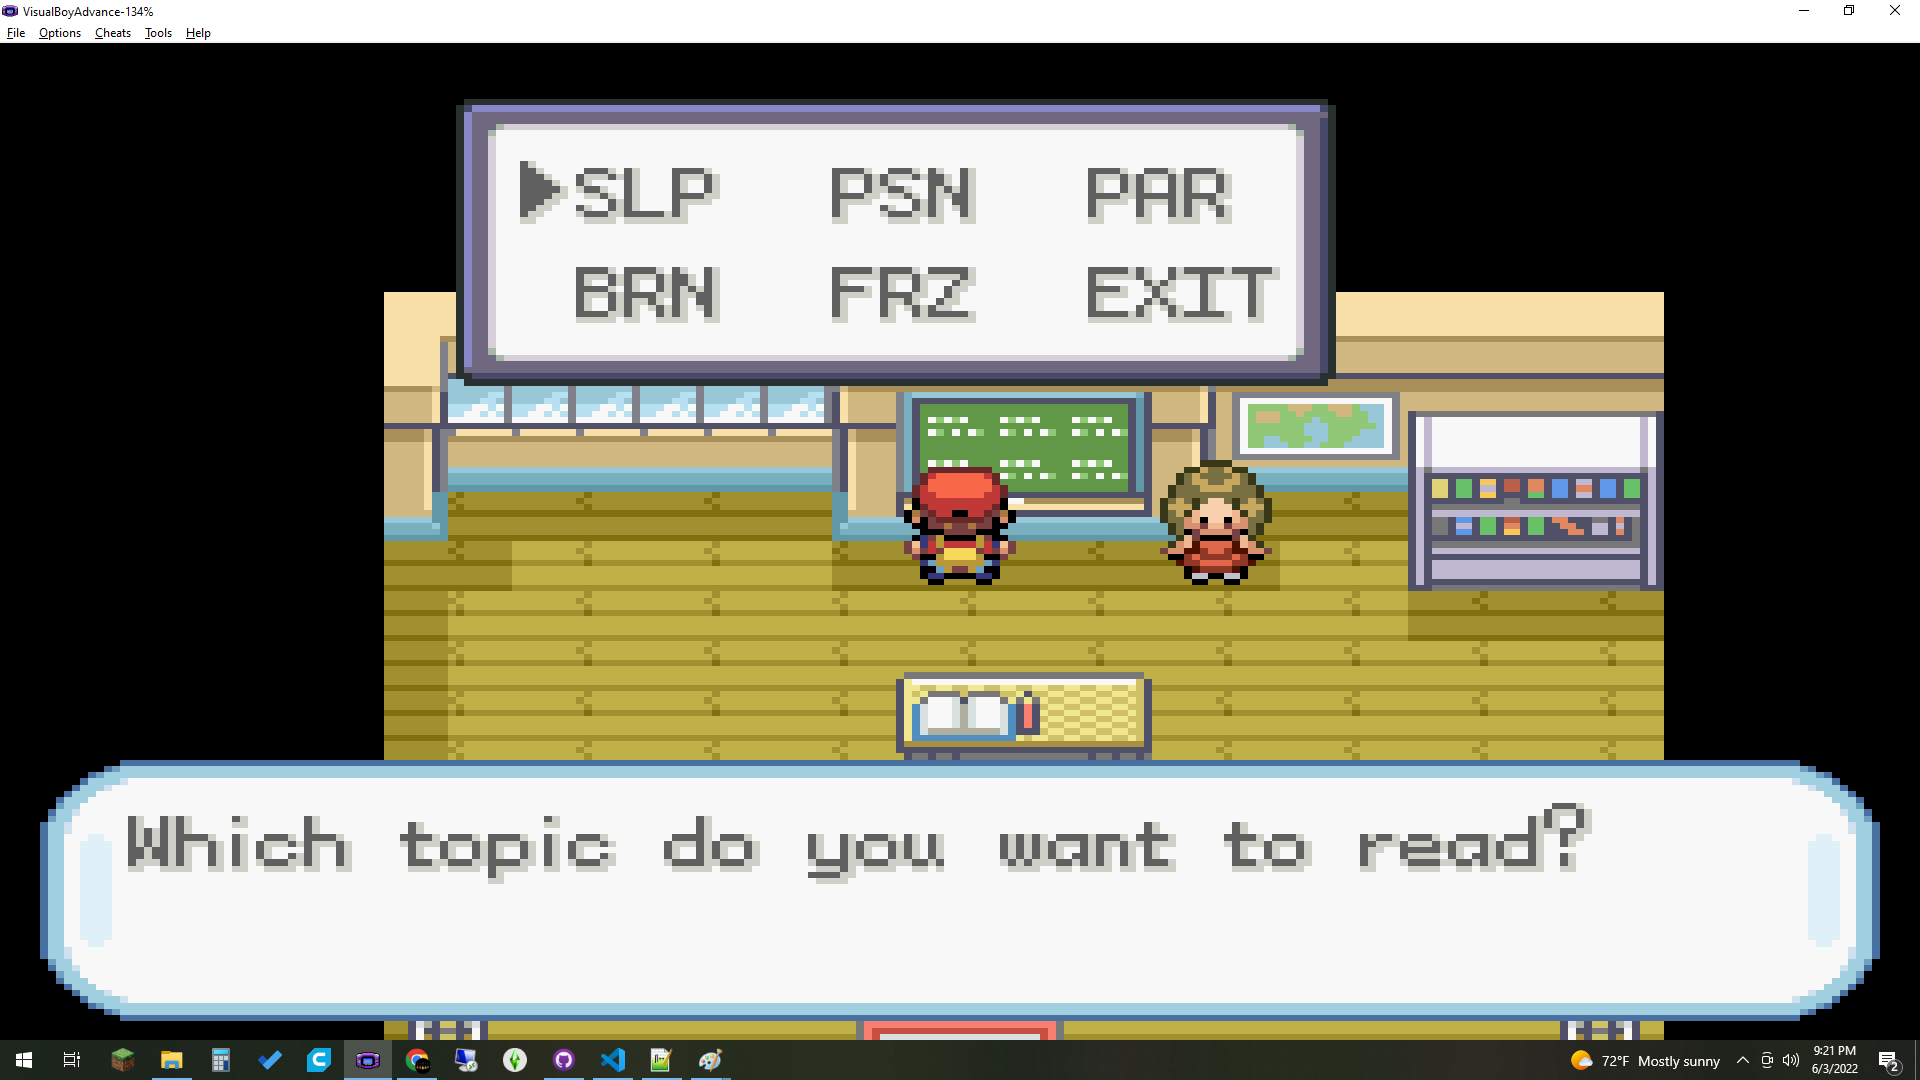 VisualBoyAdvance-134%
File Options Cheats Tools Help
SLP PSN PAR
BRN FRZ EXIT
Which topic do you want to read?
72°F Mostly sunny
9:21 PM
6/3/2022
2